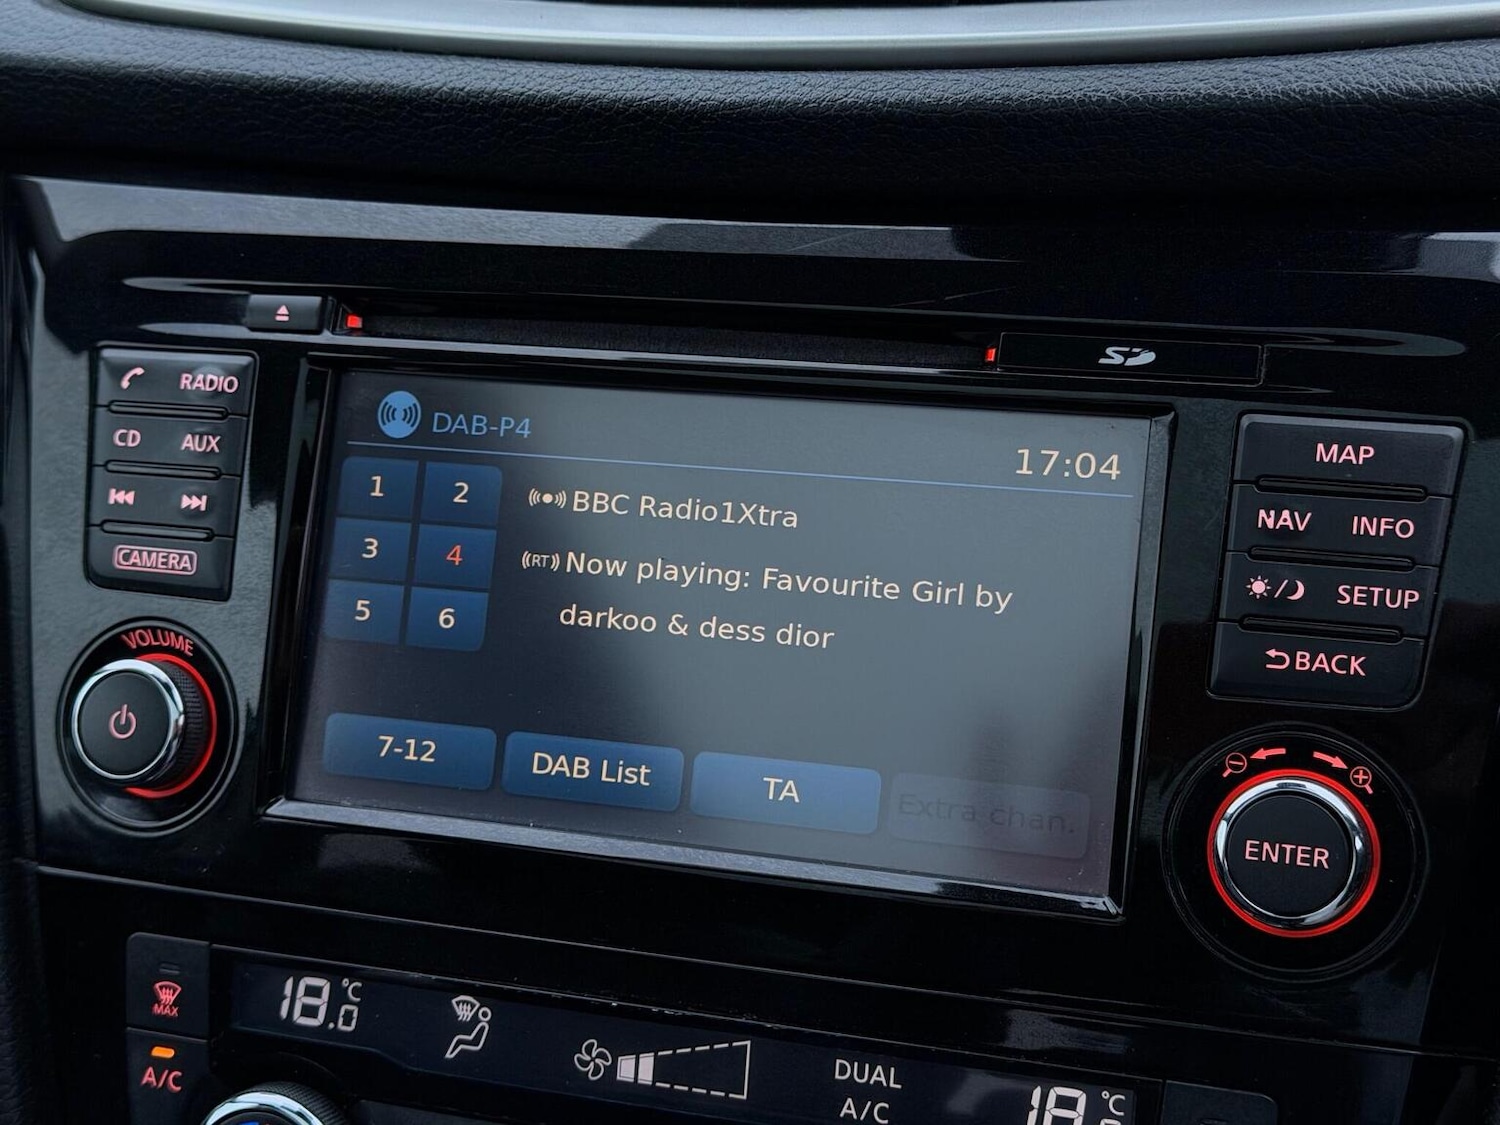 SD
RADIO
CD AUX
CAMERA
VOLUME
DAB-P4
17:04
1 2
3 4
5 6
BBC Radio1Xtra
(RT) Now playing: Favourite Girl by
darkoo & dess dior
7-12 DAB List TA Extra chan.
MAP
NAV INFO
SETUP
BACK
ENTER
MAX
A/C
18.0 °C
DUAL
A/C
18 °C